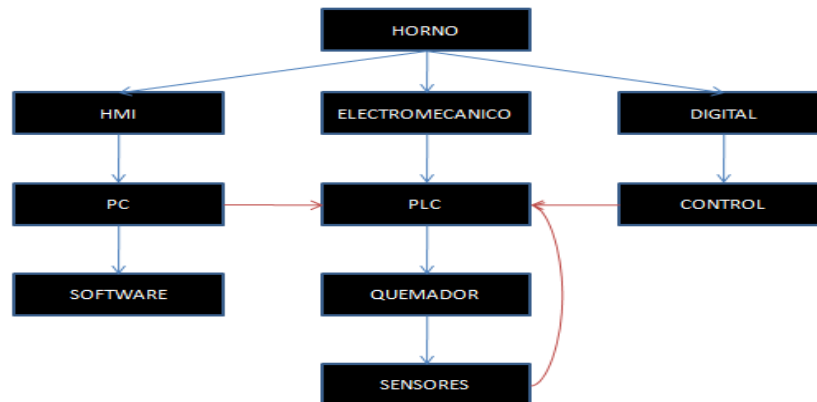 HORNO
HMI
ELECTROMECANICO
DIGITAL
PC
PLC
CONTROL
SOFTWARE
QUEMADOR
SENSORES